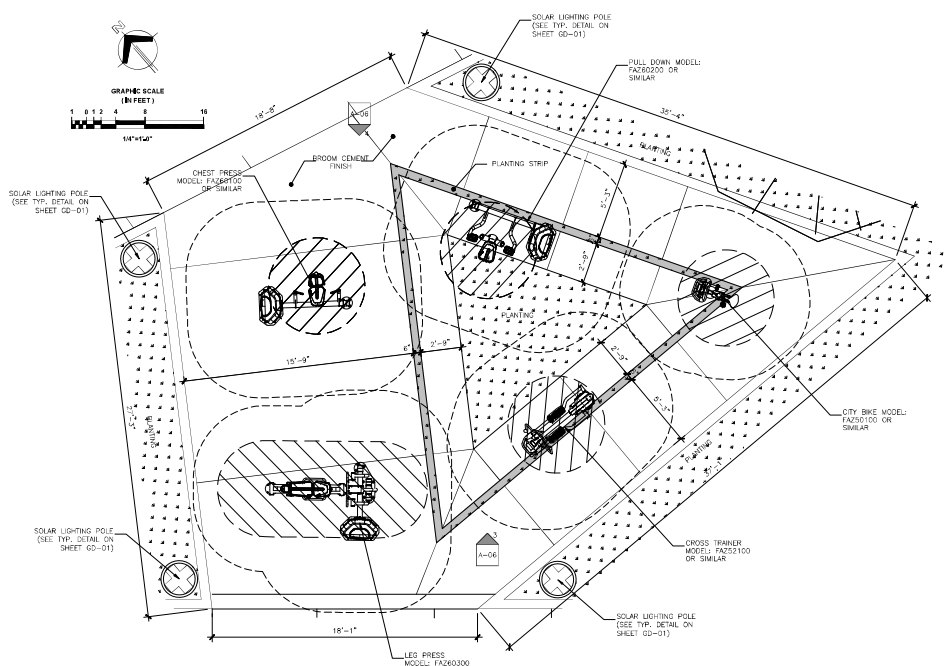 N
GRAPHIC SCALE
( IN FEET )
1 0 1 2 4 8 16
1/4"=1'-0"
SOLAR LIGHTING POLE
(SEE TYP. DETAIL ON
SHEET GD-01)
PULL DOWN MODEL:
FAZ60200 OR
SIMILAR
18'-8"
35'-4"
A-06
4
BROOM CEMENT
FINISH
PLANTING
CHEST PRESS
MODEL: FAZ60100
OR SIMILAR
PLANTING STRIP
SOLAR LIGHTING POLE
(SEE TYP. DETAIL ON
SHEET GD-01)
5'-3"
2'-9"
PLANTING
15'-9"
6"
2'-9"
2'-9"
5'-3"
27'-3"
PLANTING
CITY BIKE MODEL:
FAZ50100 OR
SIMILAR
PLANTING
37'-1"
SOLAR LIGHTING POLE
(SEE TYP. DETAIL ON
SHEET GD-01)
3
A-06
CROSS TRAINER
MODEL: FAZ52100
OR SIMILAR
SOLAR LIGHTING POLE
(SEE TYP. DETAIL ON
SHEET GD-01)
18'-1"
LEG PRESS
MODEL: FAZ60300